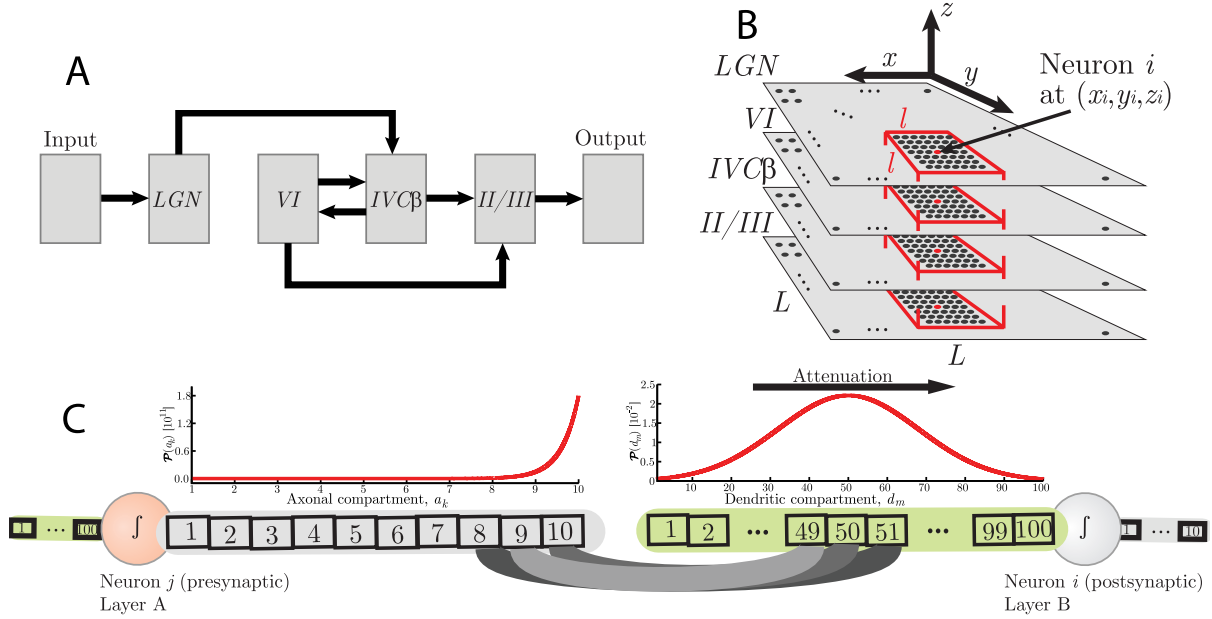 A
Input
LGN
VI
IVCβ
II/III
Output
B
z
x
y
LGN
VI
IVCβ
II/III
L
L
l
l
Neuron i
at (xi,yi,zi)
...
C
1.8
1.2
0.6
0.0
P(ak) [10^11]
1 2 3 4 5 6 7 8 9 10
Axonal compartment, ak
Attenuation
2.5
2
1.5
1
0.5
0
P(dm) [10^-2]
10 20 30 40 50 60 70 80 90 100
Dendritic compartment, dm
1 ... 100 ∫ 1 2 3 4 5 6 7 8 9 10
1 2 ... 49 50 51 ... 99 100 ∫ 1 ... 10
Neuron j (presynaptic)
Layer A
Neuron i (postsynaptic)
Layer B